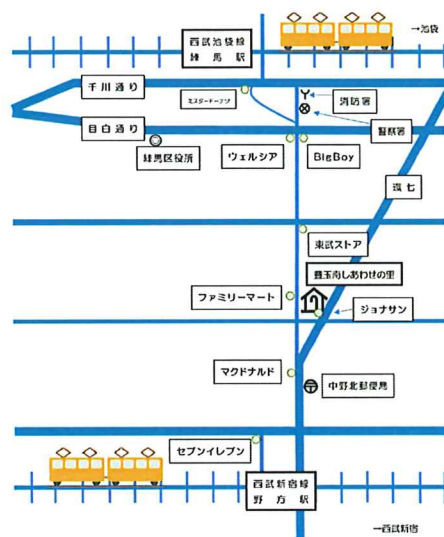 西武池袋線
練馬駅
→池袋
千川通り
ミスタードーナツ
消防署
目白通り
警察署
練馬区役所
ウェルシア
BigBoy
環七
東武ストア
豊玉南しあわせの里
ファミリーマート
ジョナサン
マクドナルド
中野北郵便局
セブンイレブン
西武新宿線
野方駅
→西武新宿